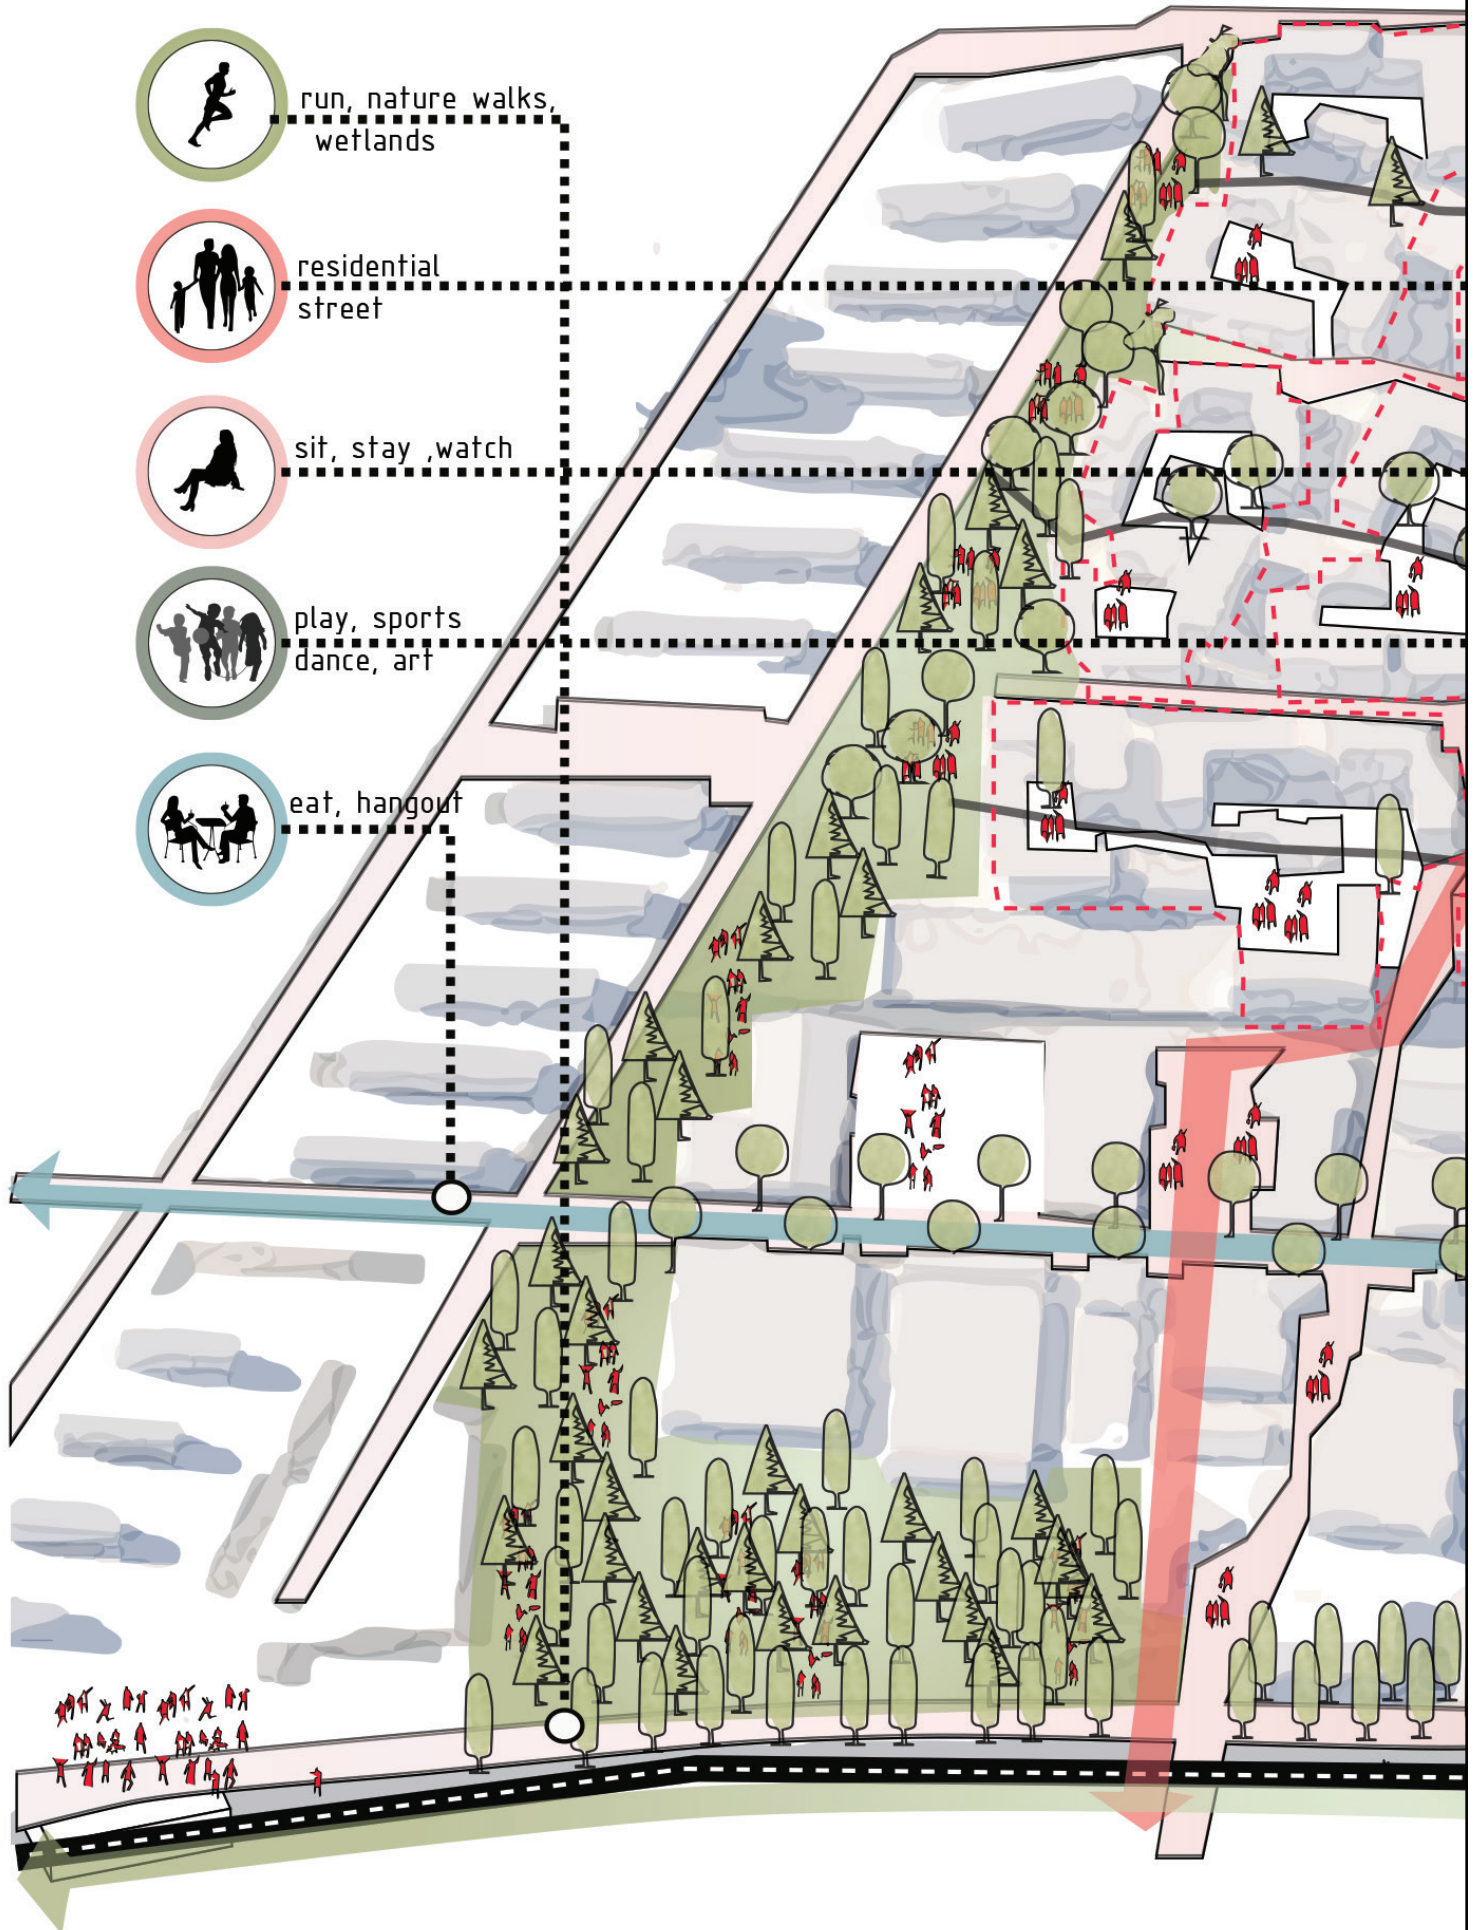 run, nature walks,
wetlands
residential
street
sit, stay ,watch
play, sports
dance, art
eat, hangout